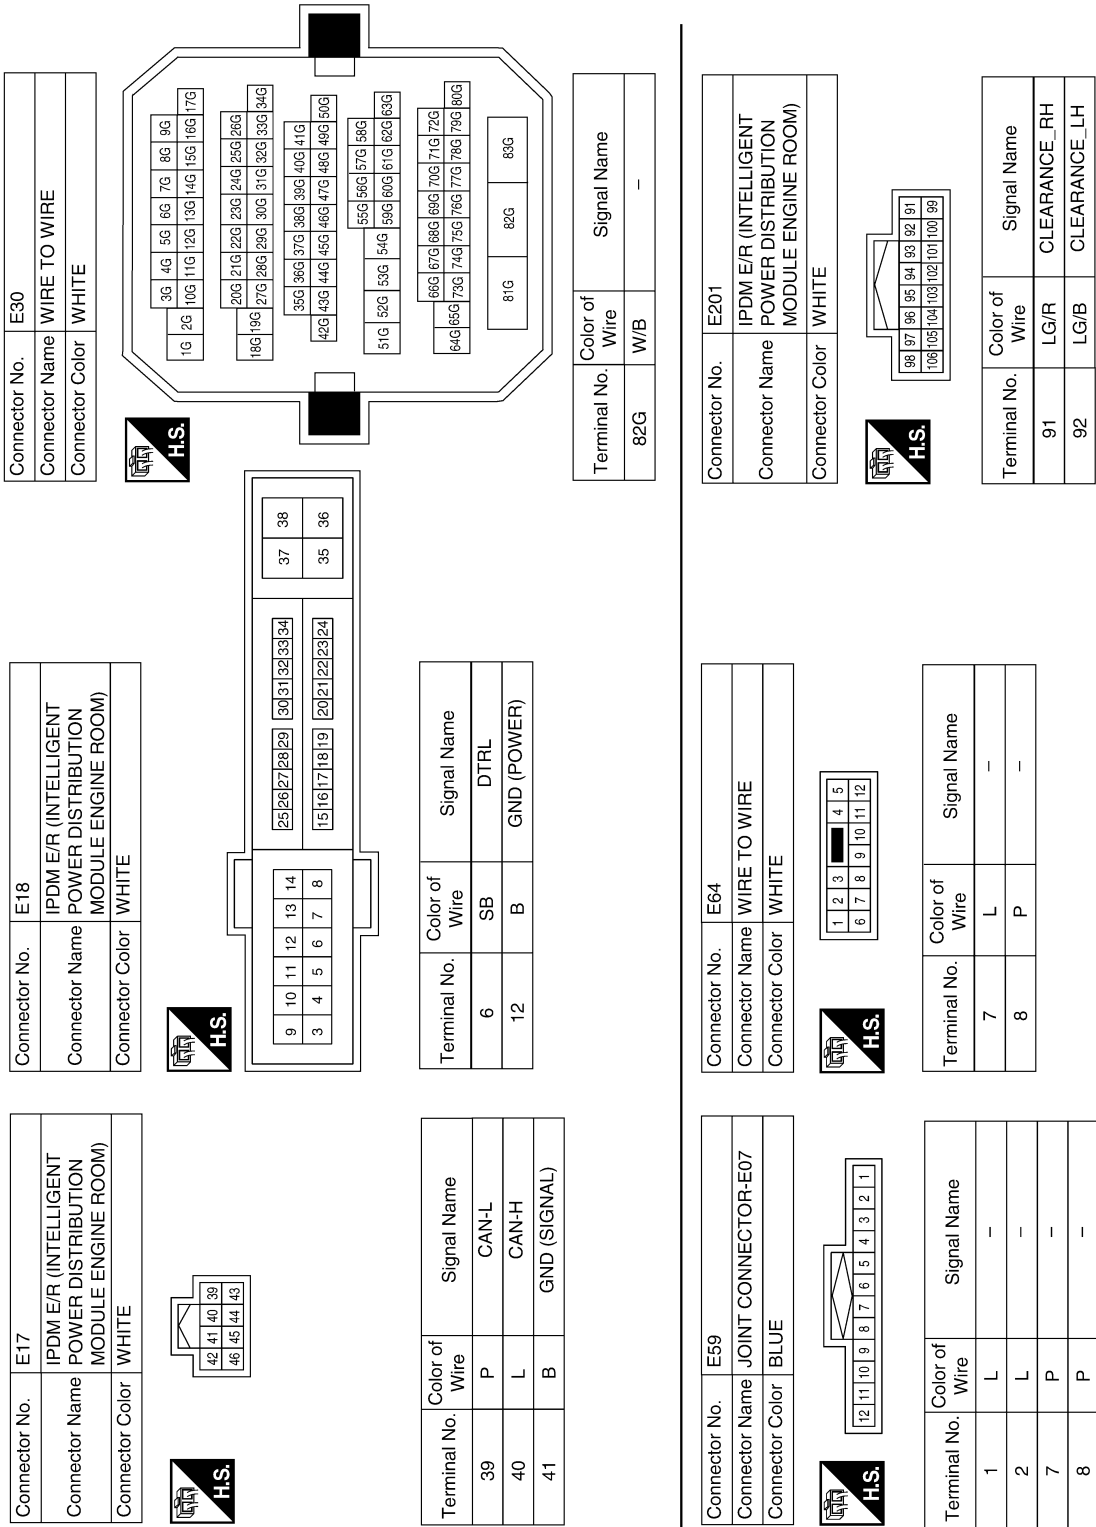 Connector No. E17
Connector Name IPDM E/R (INTELLIGENT
POWER DISTRIBUTION
MODULE ENGINE ROOM)
Connector Color WHITE
H.S.
42 41 40 39
46 45 44 43
Terminal No. Color of Wire Signal Name
39 P CAN-L
40 L CAN-H
41 B GND (SIGNAL)
Connector No. E18
Connector Name IPDM E/R (INTELLIGENT
POWER DISTRIBUTION
MODULE ENGINE ROOM)
Connector Color WHITE
H.S.
9 10 11 12 13 14
3 4 5 6 7 8
25 26 27 28 29 30 31 32 33 34
15 16 17 18 19 20 21 22 23 24
37 38
35 36
Terminal No. Color of Wire Signal Name
6 SB DTRL
12 B GND (POWER)
Connector No. E30
Connector Name WIRE TO WIRE
Connector Color WHITE
H.S.
3G 4G 5G 6G 7G 8G 9G
1G 2G 10G 11G 12G 13G 14G 15G 16G 17G
20G 21G 22G 23G 24G 25G 26G
18G 19G 27G 28G 29G 30G 31G 32G 33G 34G
35G 36G 37G 38G 39G 40G 41G
42G 43G 44G 45G 46G 47G 48G 49G 50G
55G 56G 57G 58G
51G 52G 53G 54G 59G 60G 61G 62G 63G
66G 67G 68G 69G 70G 71G 72G
64G 65G 73G 74G 75G 76G 77G 78G 79G 80G
81G 82G 83G
Terminal No. Color of Wire Signal Name
82G W/B –
Connector No. E59
Connector Name JOINT CONNECTOR-E07
Connector Color BLUE
H.S.
12 11 10 9 8 7 6 5 4 3 2 1
Terminal No. Color of Wire Signal Name
1 L –
2 L –
7 P –
8 P –
Connector No. E64
Connector Name WIRE TO WIRE
Connector Color WHITE
H.S.
1 2 3 4 5
6 7 8 9 10 11 12
Terminal No. Color of Wire Signal Name
7 L –
8 P –
Connector No. E201
Connector Name IPDM E/R (INTELLIGENT
POWER DISTRIBUTION
MODULE ENGINE ROOM)
Connector Color WHITE
H.S.
98 97 96 95 94 93 92 91
106 105 104 103 102 101 100 99
Terminal No. Color of Wire Signal Name
91 LG/R CLEARANCE_RH
92 LG/B CLEARANCE_LH